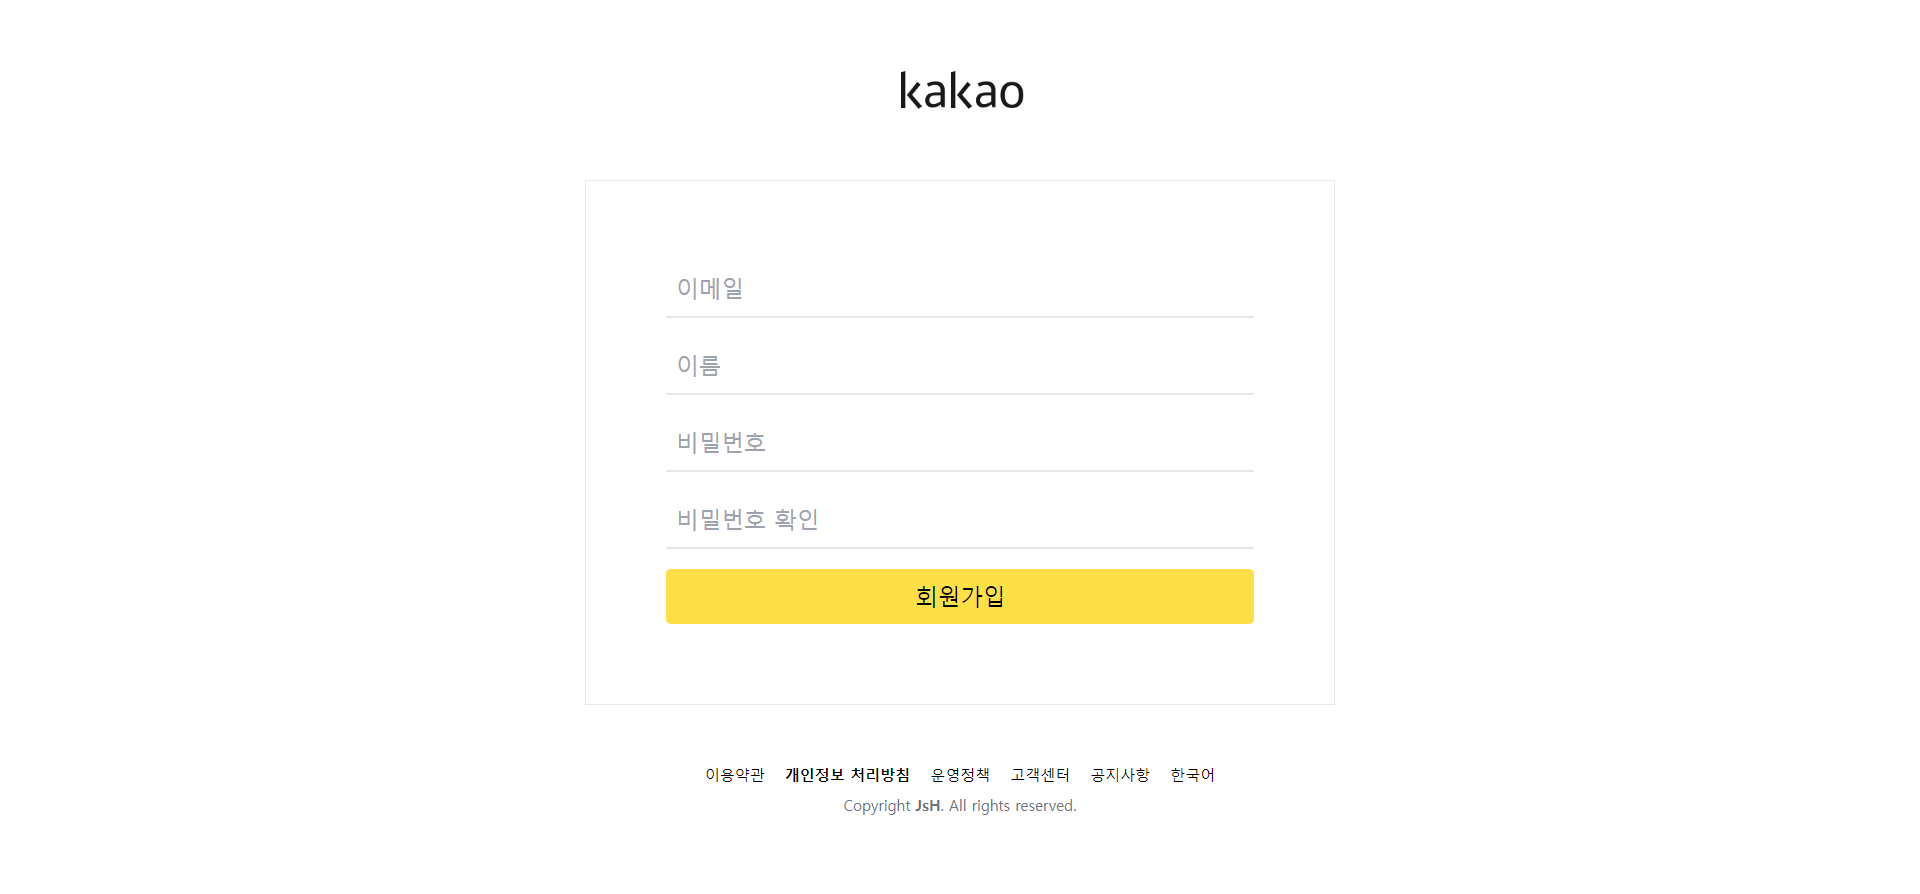 kakao
이메일
이름
비밀번호
비밀번호 확인
회원가입
이용약관 개인정보 처리방침 운영정책 고객센터 공지사항 한국어
Copyright JsH. All rights reserved.